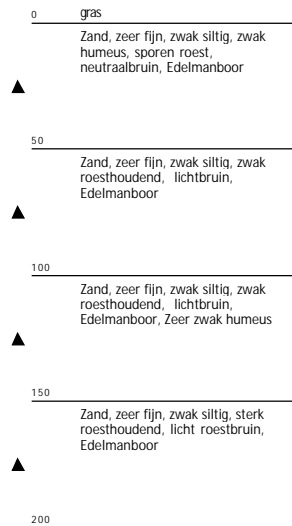 0 gras
Zand, zeer fijn, zwak siltig, zwak
humeus, sporen roest,
neutraalbruin, Edelmanboor
50
Zand, zeer fijn, zwak siltig, zwak
roesthoudend, lichtbruin,
Edelmanboor
100
Zand, zeer fijn, zwak siltig, zwak
roesthoudend, lichtbruin,
Edelmanboor, Zeer zwak humeus
150
Zand, zeer fijn, zwak siltig, sterk
roesthoudend, licht roestbruin,
Edelmanboor
200